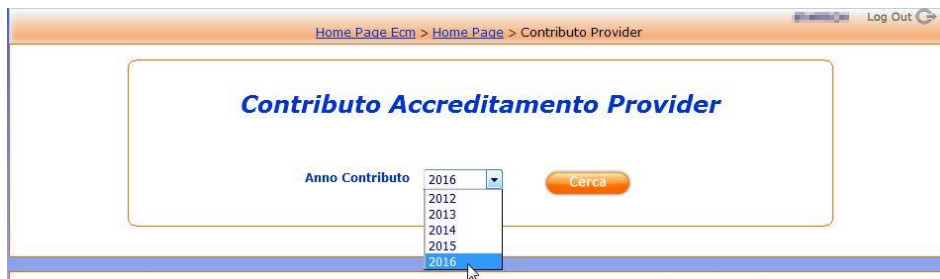 Log Out
Home Page Ecm > Home Page > Contributo Provider
Contributo Accreditamento Provider
Anno Contributo 2016 Cerca
2012
2013
2014
2015
2016